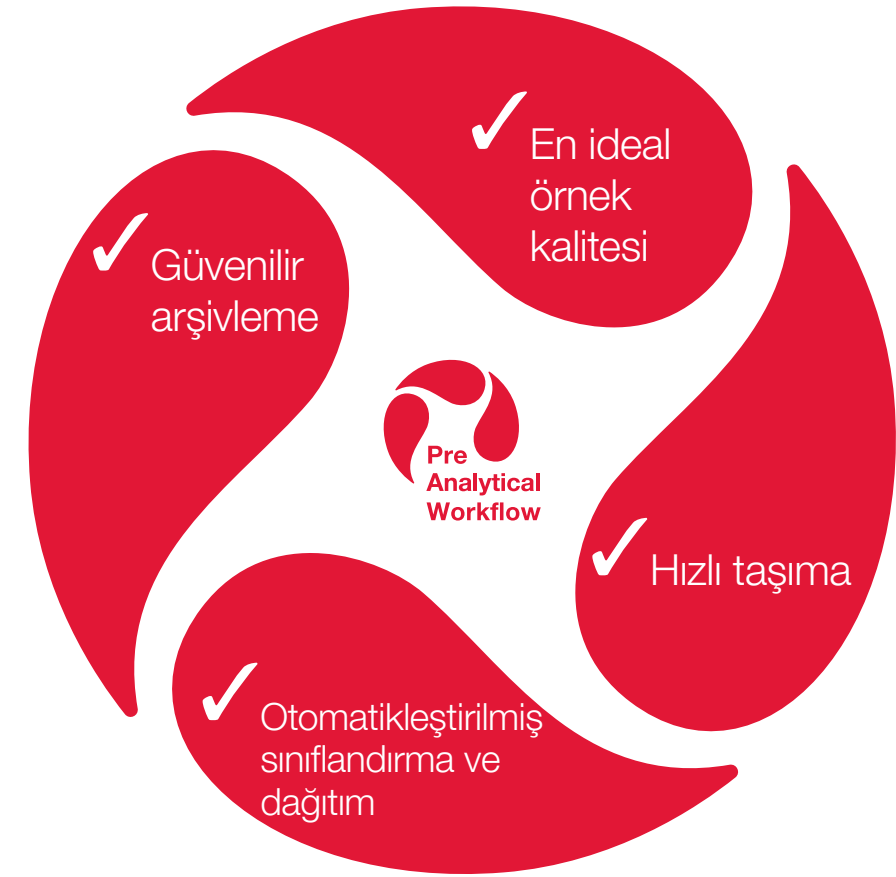 ✓ En ideal
örnek
kalitesi
✓ Güvenilir
arşivleme
Pre
Analytical
Workflow
✓ Hızlı taşıma
✓ Otomatikleştirilmiş
sınıflandırma ve
dağıtım